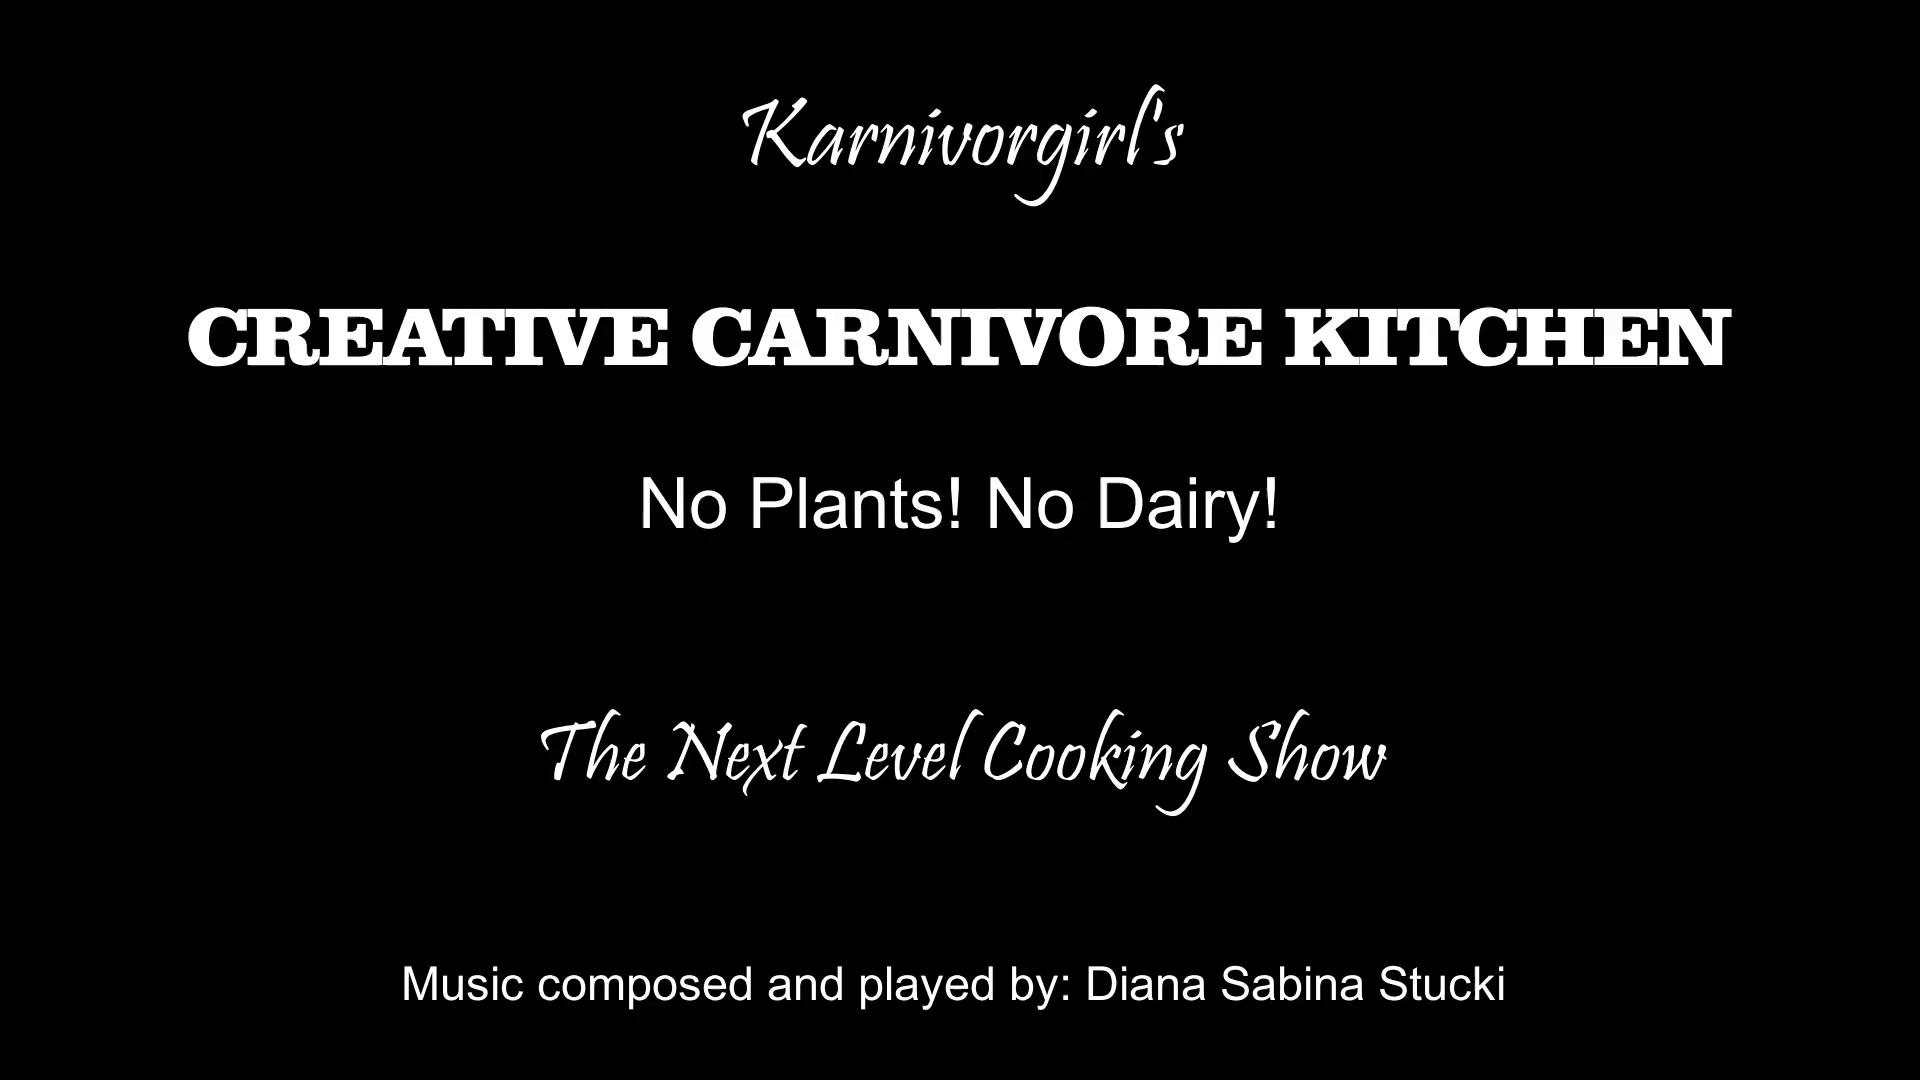 Karnivorgirl's
CREATIVE CARNIVORE KITCHEN
No Plants! No Dairy!
The Next Level Cooking Show
Music composed and played by: Diana Sabina Stucki